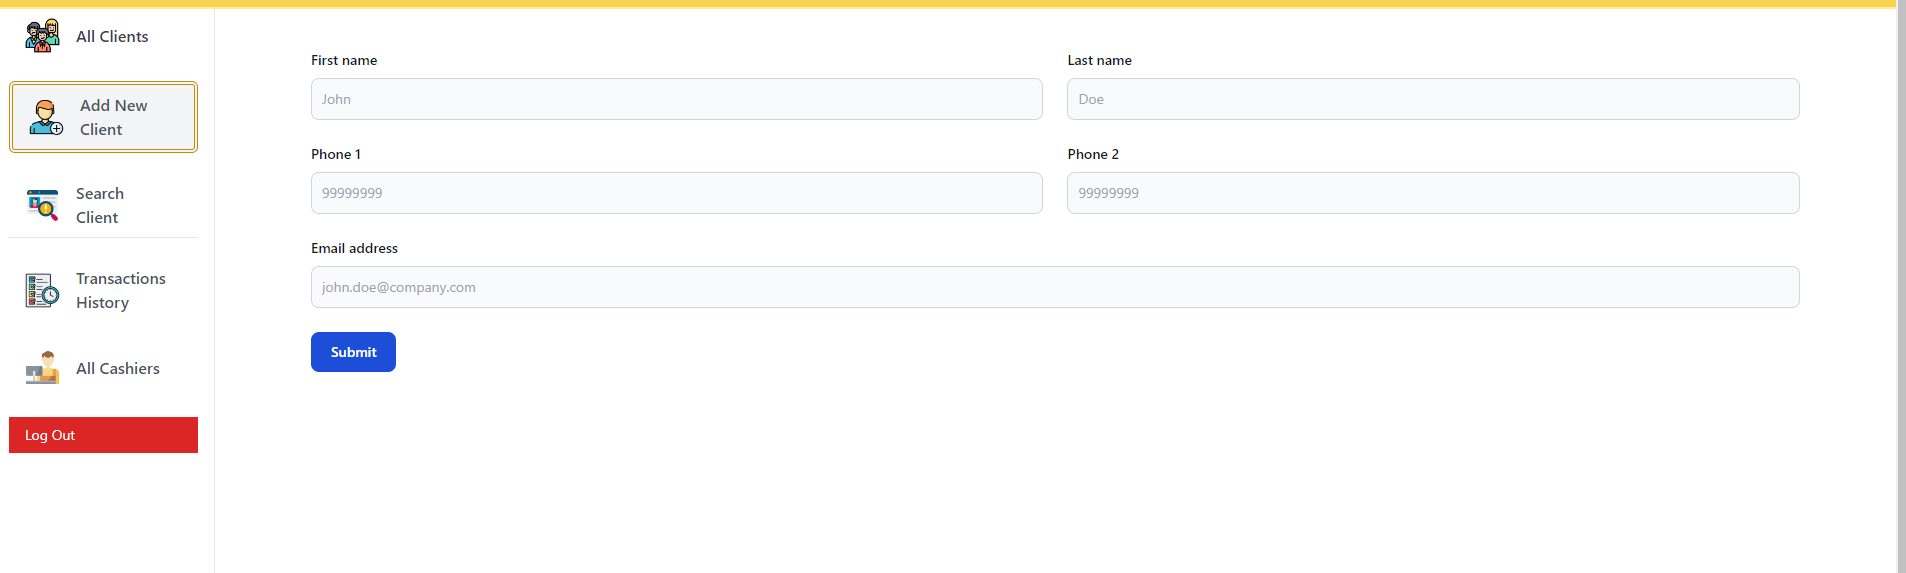 All Clients
Add New
Client
Search
Client
Transactions
History
All Cashiers
Log Out
First name
Last name
John
Doe
Phone 1
Phone 2
99999999
99999999
Email address
john.doe@company.com
Submit